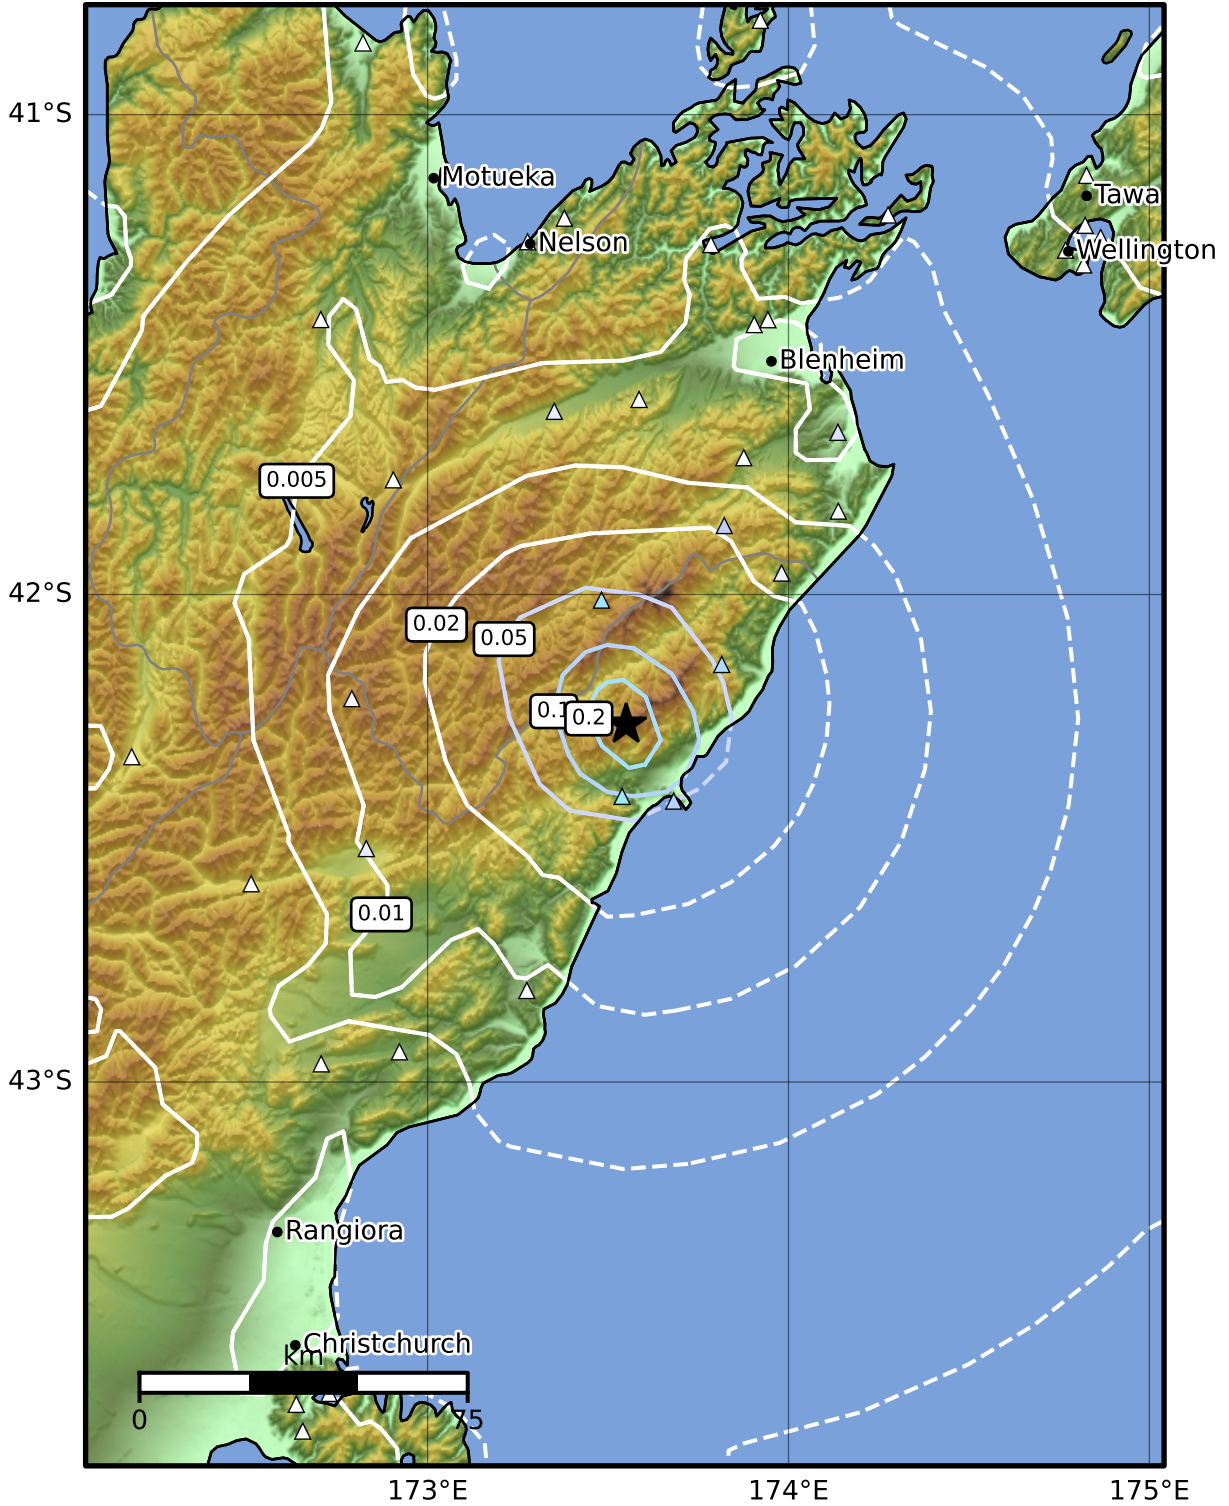 41°S
Motueka
Tawa
Nelson
Wellington
Blenheim
0.005
42°S
0.02
0.05
0.2
0.01
43°S
Rangiora
Christchurch
km
0
75
173°E
174°E
175°E